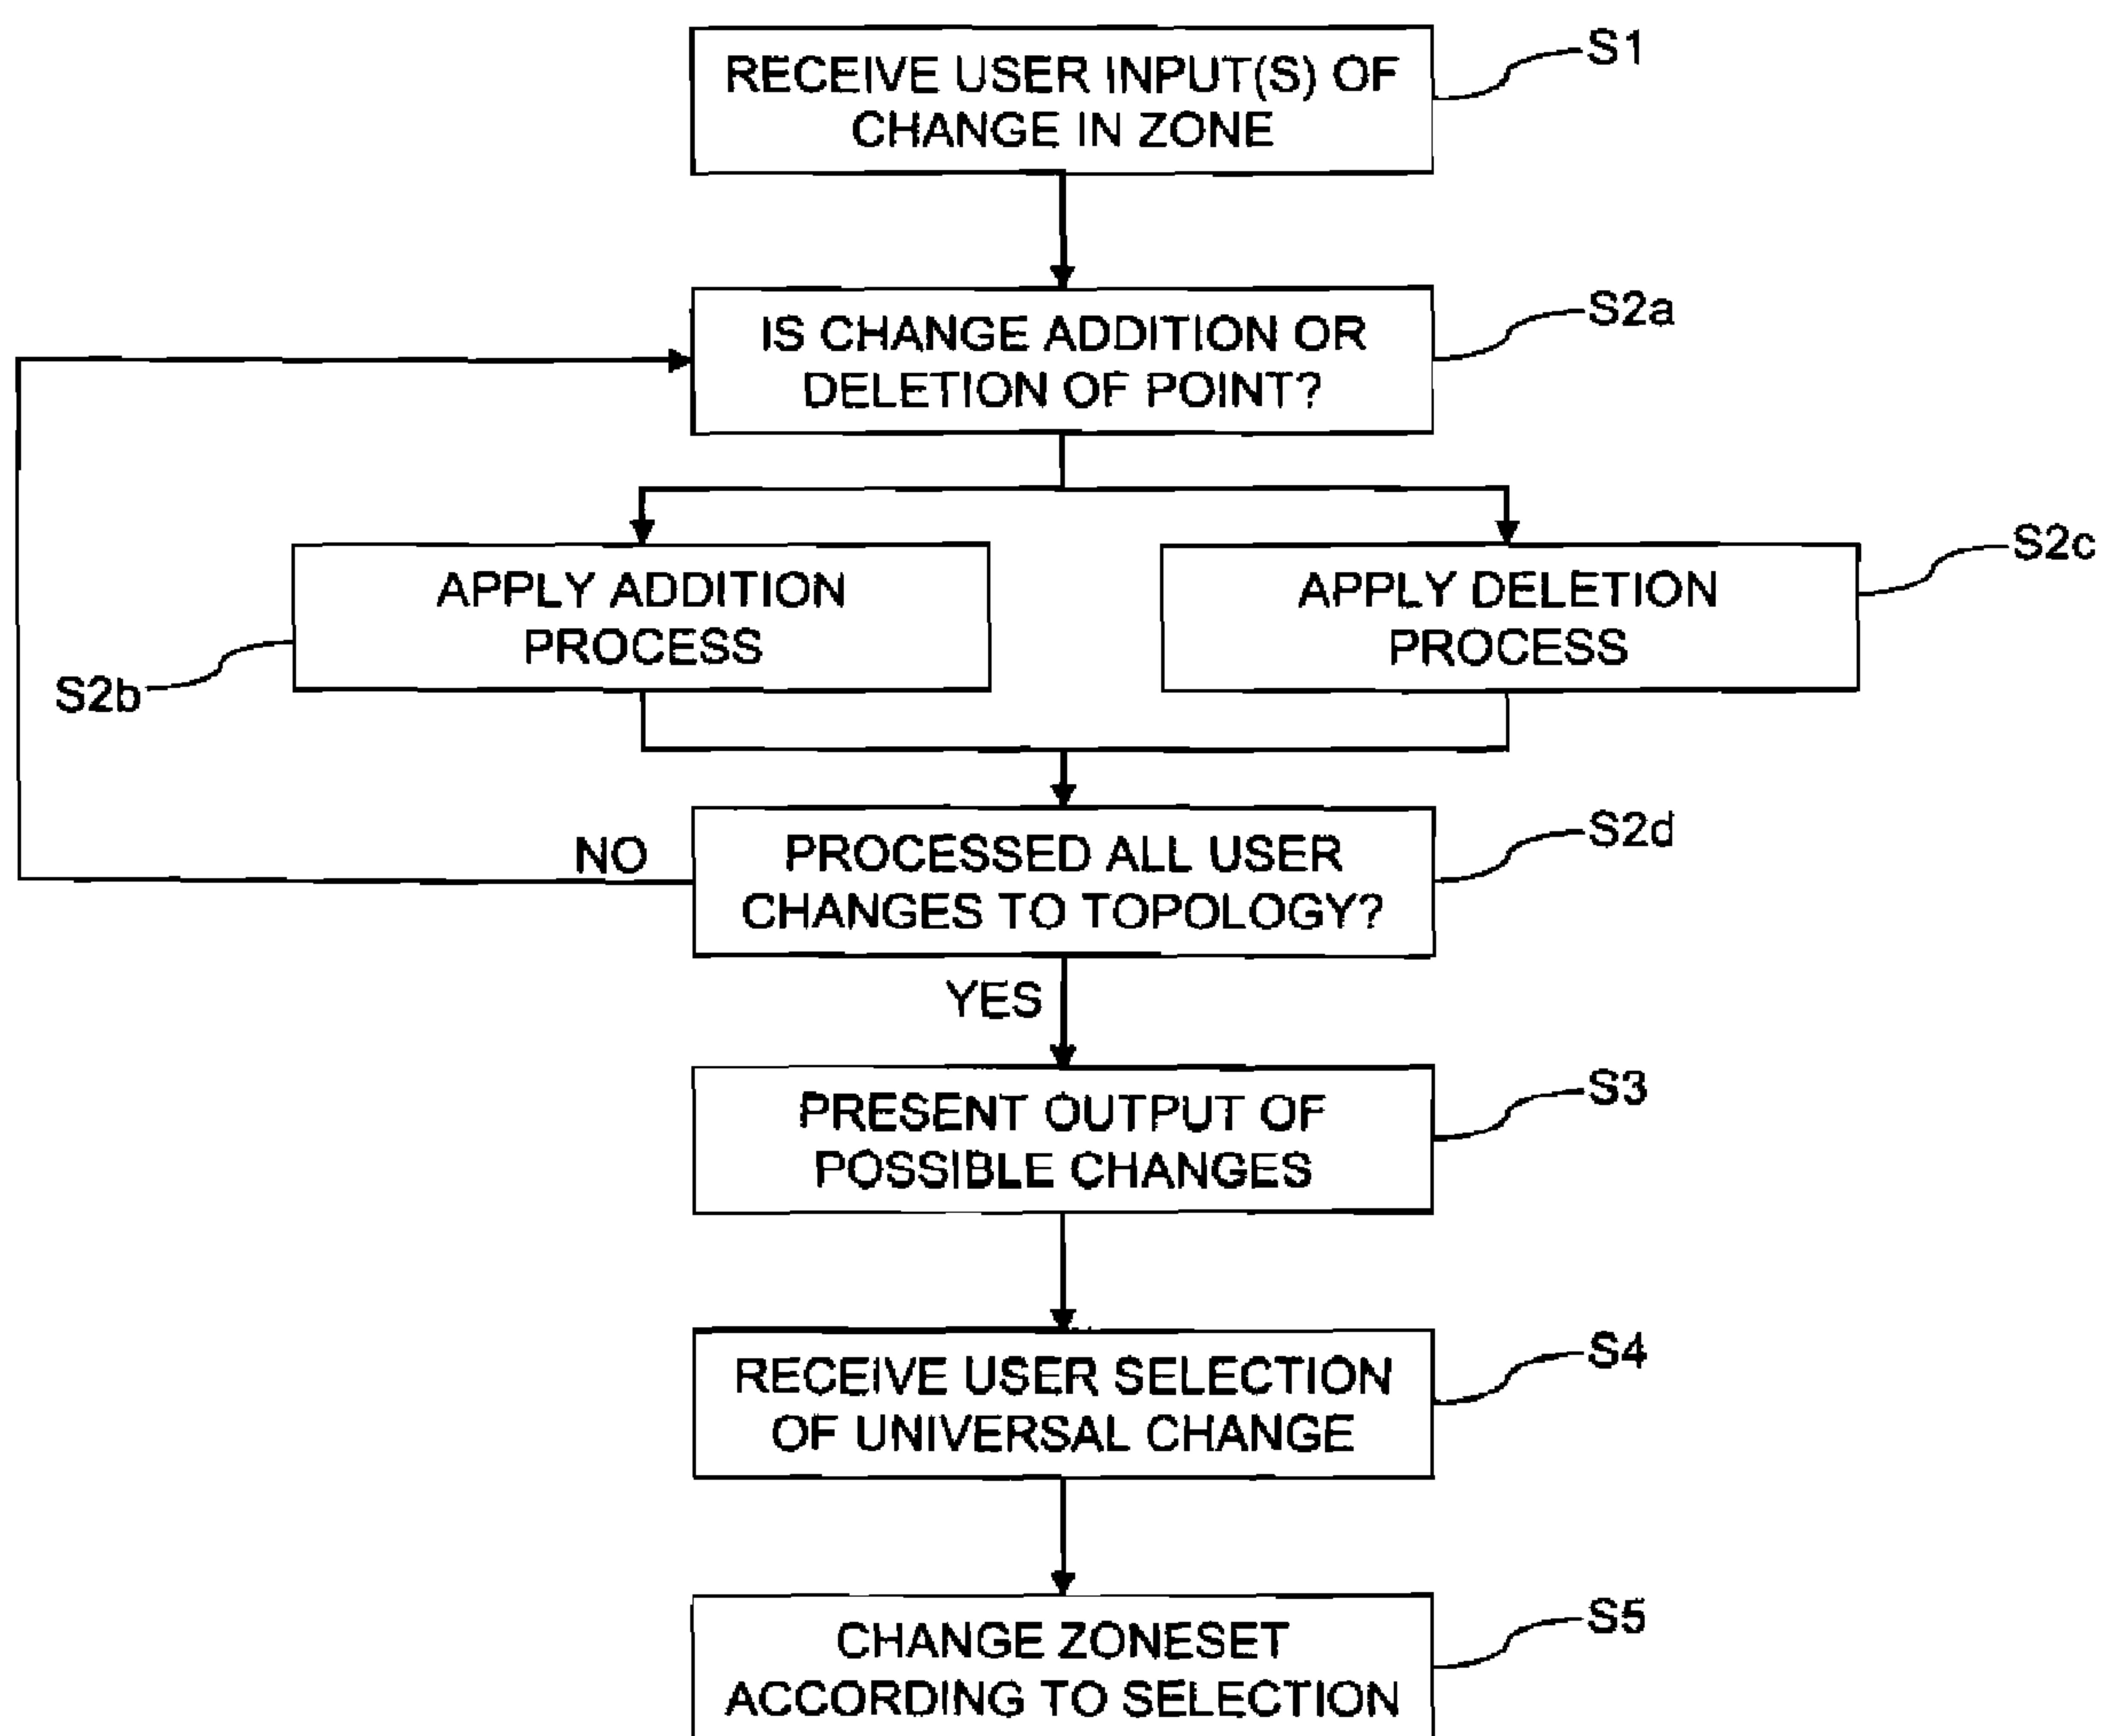 RECEIVE USER INPUT(S) OF
CHANGE IN ZONE
S1
IS CHANGE ADDITION OR
DELETION OF POINT?
S2a
APPLY ADDITION
PROCESS
S2b
APPLY DELETION
PROCESS
S2c
PROCESSED ALL USER
CHANGES TO TOPOLOGY?
S2d
NO
YES
PRESENT OUTPUT OF
POSSIBLE CHANGES
S3
RECEIVE USER SELECTION
OF UNIVERSAL CHANGE
S4
CHANGE ZONESET
ACCORDING TO SELECTION
S5